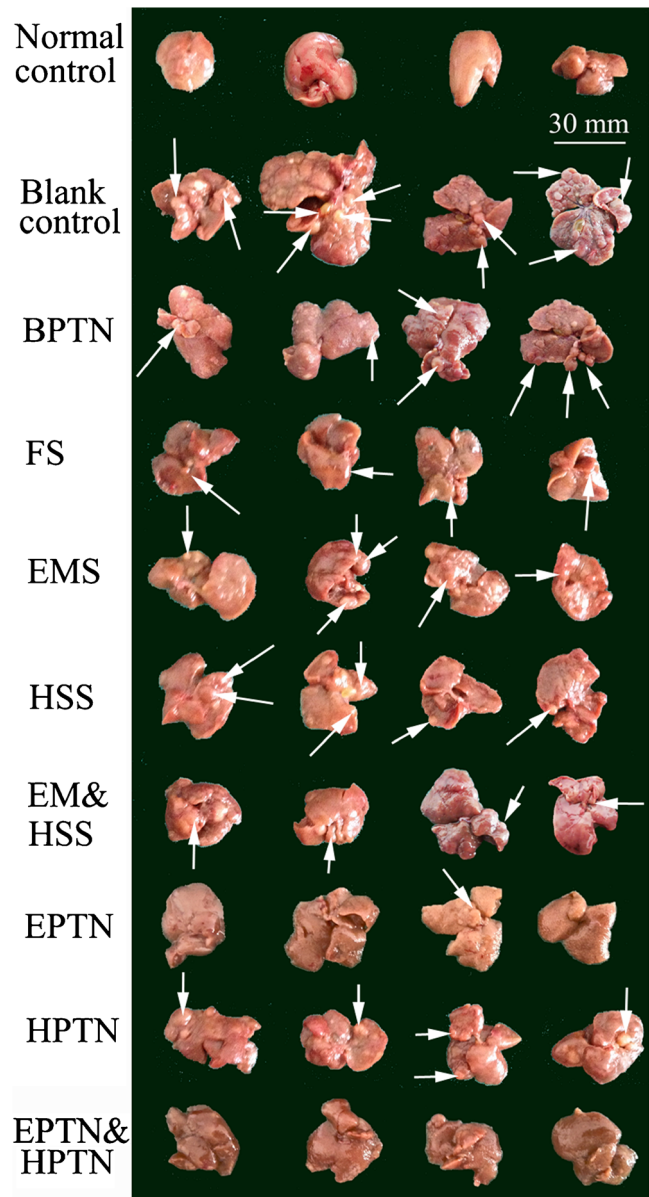 Normal
control
30 mm
Blank
control
BPTN
FS
EMS
HSS
EM&
HSS
EPTN
HPTN
EPTN&
HPTN